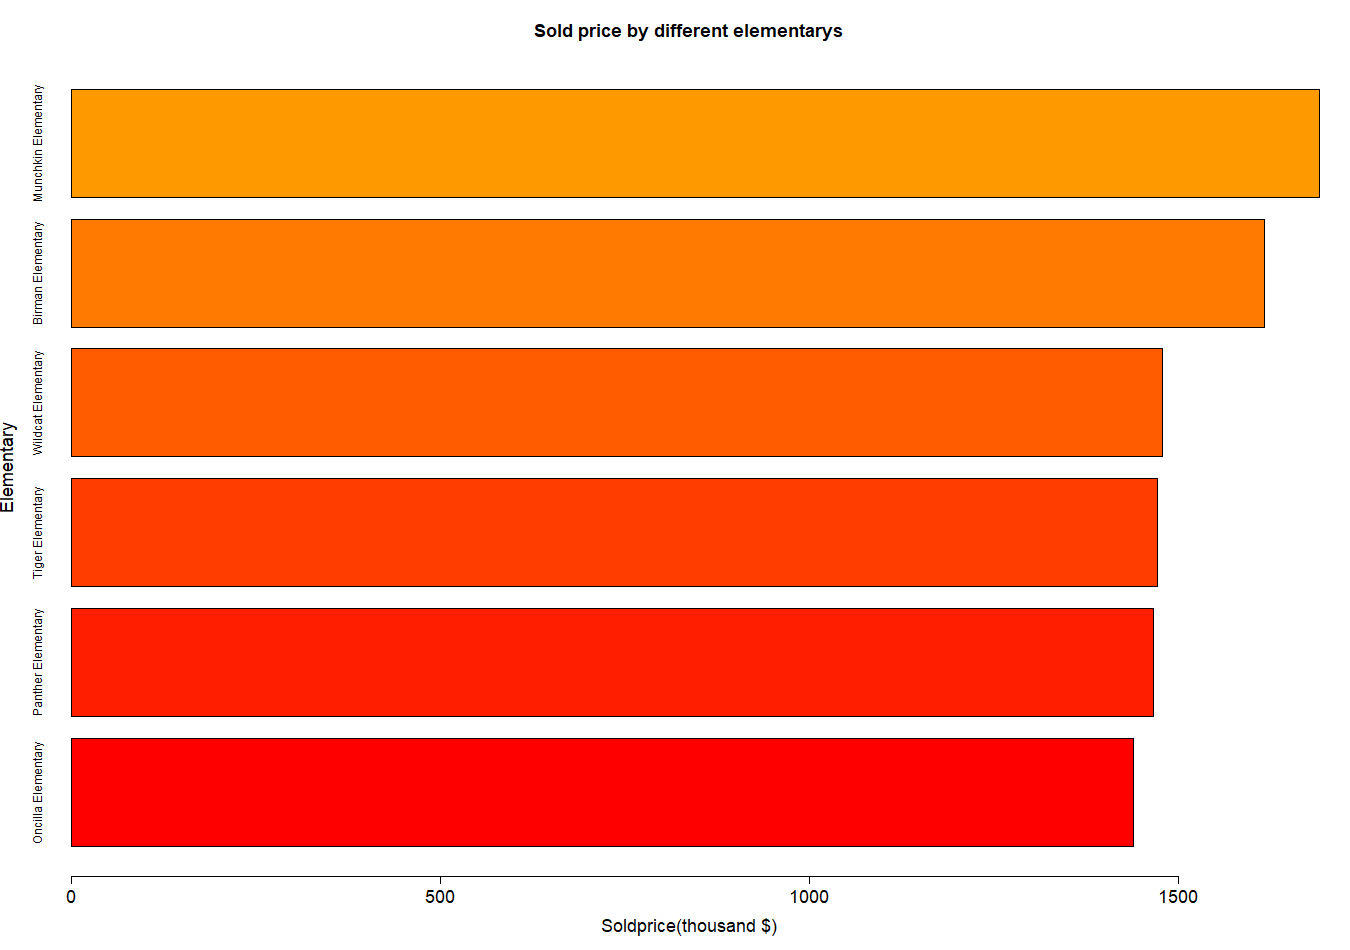 Sold price by different elementarys
Munchkin Elementary
Birman Elementary
Wildcat Elementary
Tiger Elementary
Panther Elementary
Oncilla Elementary
Elementary
0 500 1000 1500
Soldprice(thousand $)